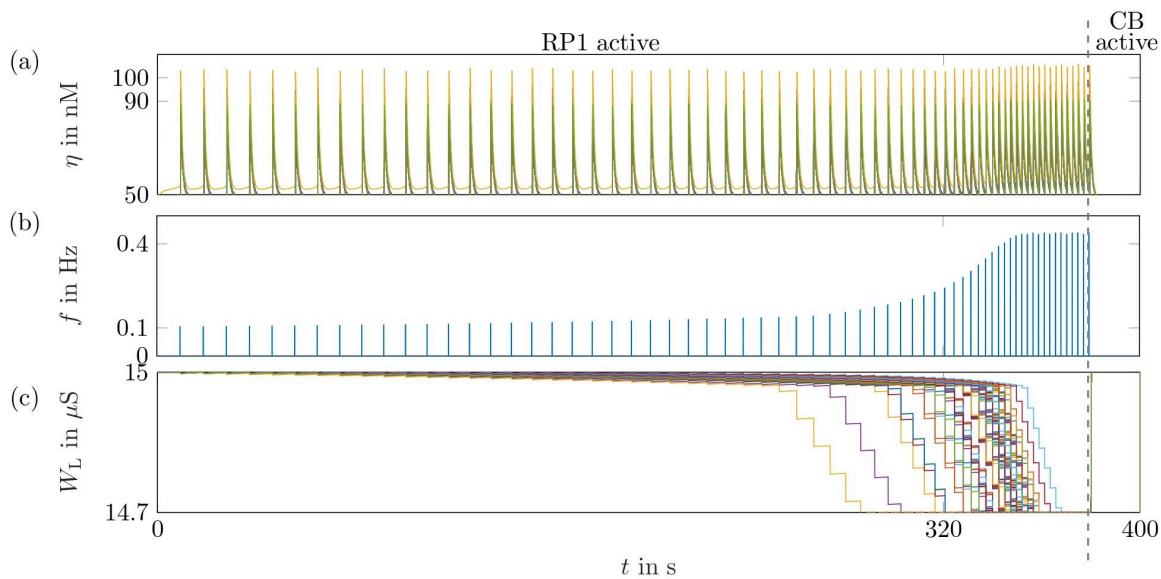 CB
RP1 active
active
(a)
100
90
η in nM
50
(b)
0.4
f in Hz
0.1
0
15
(c)
W_L in μS
14.7
0
320
400
t in s